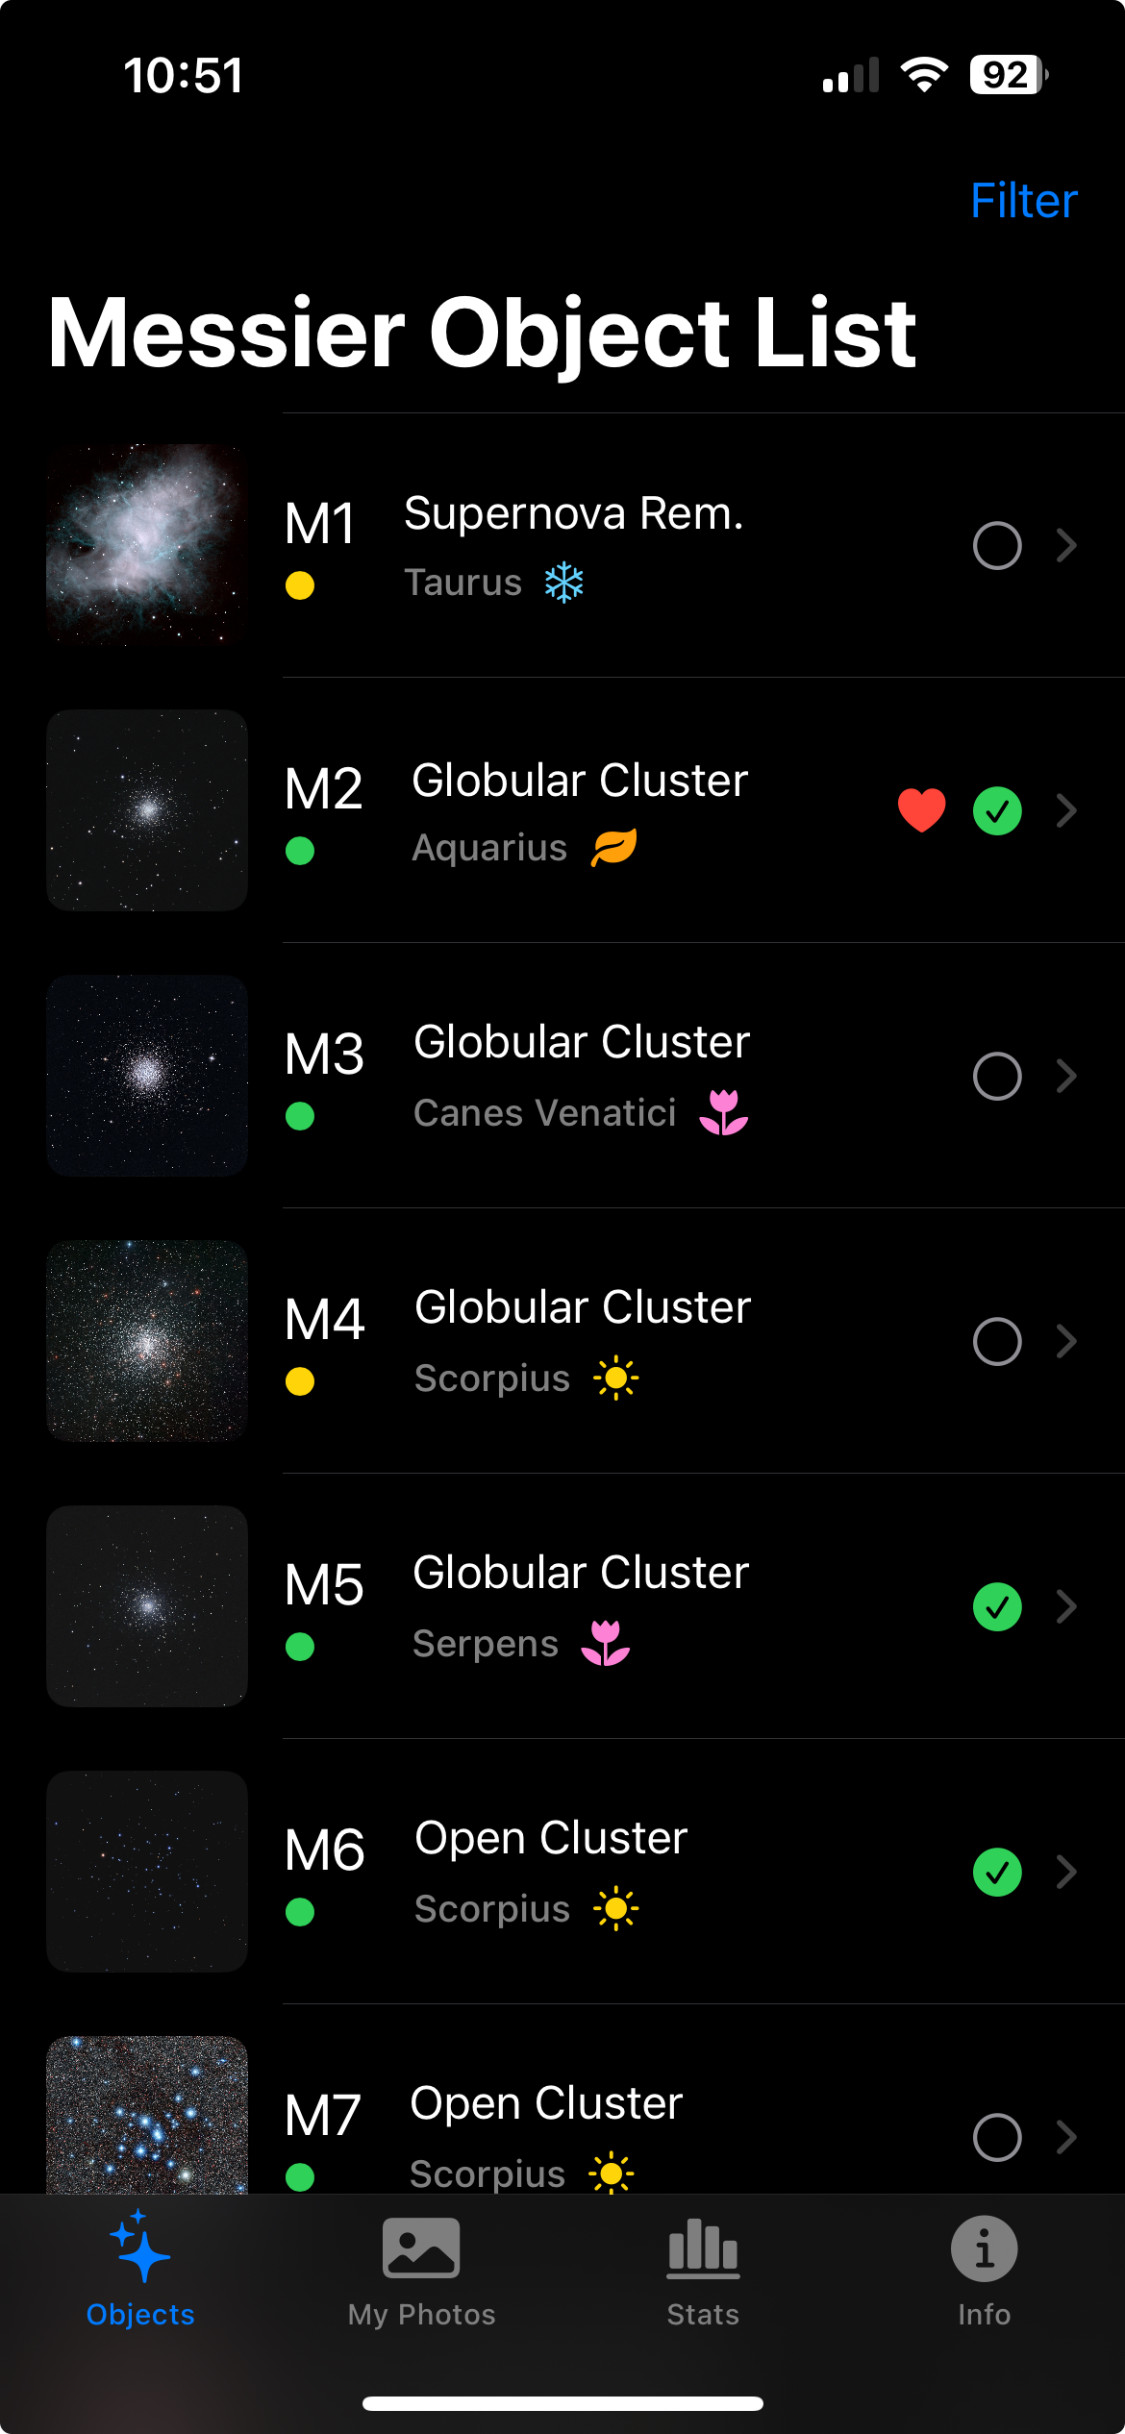 10:51
92
Filter
Messier Object List
M1
Supernova Rem.
Taurus
M2
Globular Cluster
Aquarius
M3
Globular Cluster
Canes Venatici
M4
Globular Cluster
Scorpius
M5
Globular Cluster
Serpens
M6
Open Cluster
Scorpius
M7
Open Cluster
Scorpius
Objects
My Photos
Stats
Info